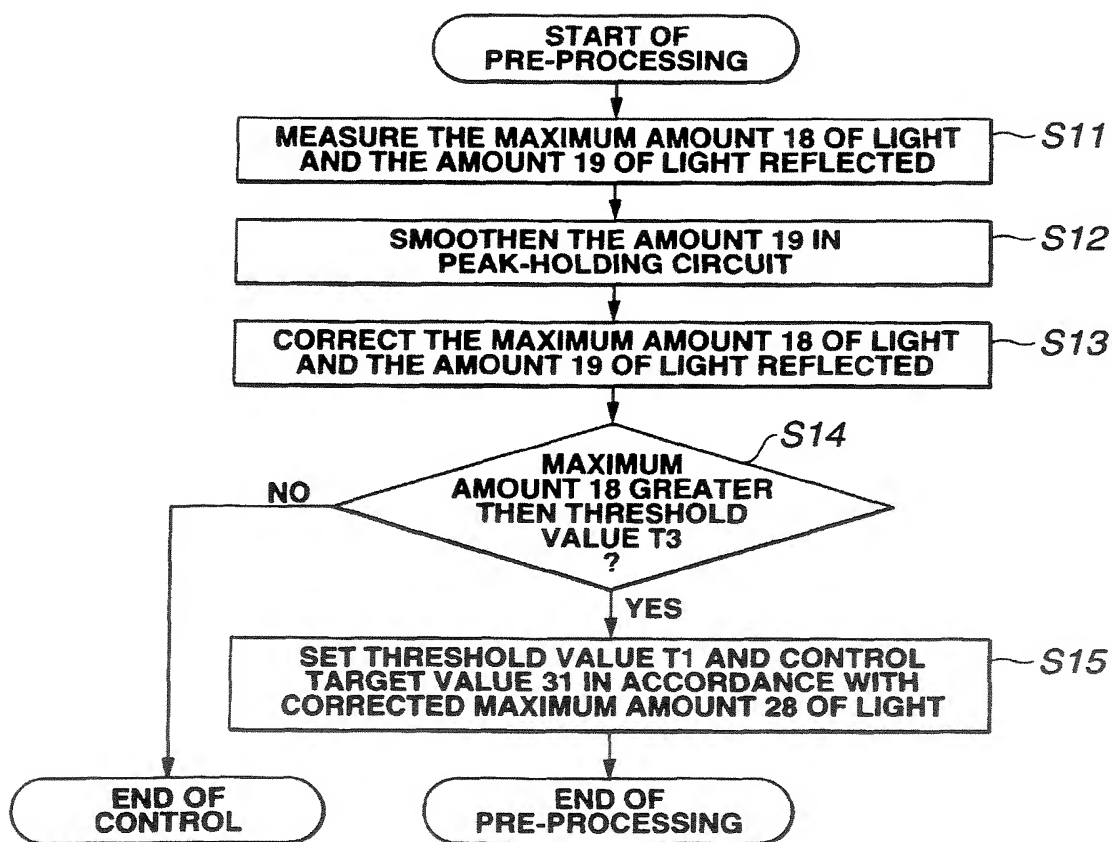 START OF
PRE-PROCESSING
MEASURE THE MAXIMUM AMOUNT 18 OF LIGHT
AND THE AMOUNT 19 OF LIGHT REFLECTED
S11
SMOOTHEN THE AMOUNT 19 IN
PEAK-HOLDING CIRCUIT
S12
CORRECT THE MAXIMUM AMOUNT 18 OF LIGHT
AND THE AMOUNT 19 OF LIGHT REFLECTED
S13
S14
MAXIMUM
AMOUNT 18 GREATER
THEN THRESHOLD
VALUE T3
?
NO
YES
SET THRESHOLD VALUE T1 AND CONTROL
TARGET VALUE 31 IN ACCORDANCE WITH
CORRECTED MAXIMUM AMOUNT 28 OF LIGHT
S15
END OF
CONTROL
END OF
PRE-PROCESSING